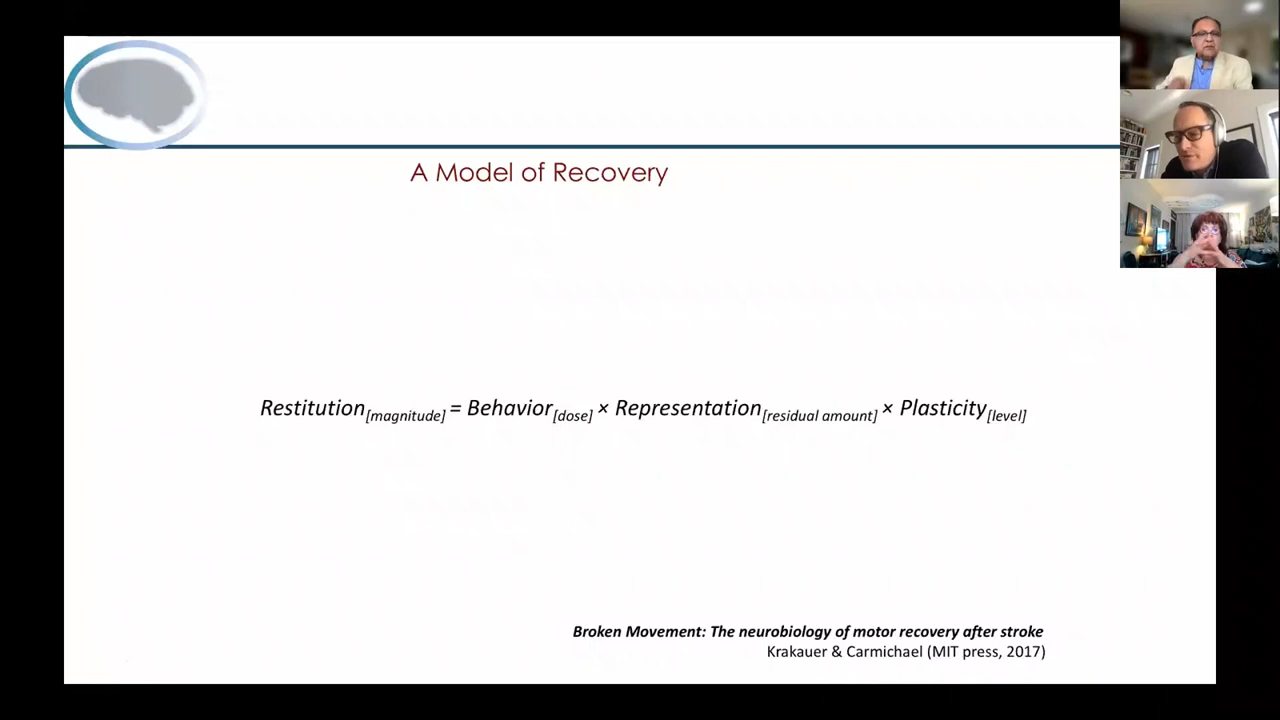 A Model of Recovery
Restitution[magnitude] = Behavior[dose] × Representation[residual amount] × Plasticity[level]
Broken Movement: The neurobiology of motor recovery after stroke
Krakauer & Carmichael (MIT press, 2017)